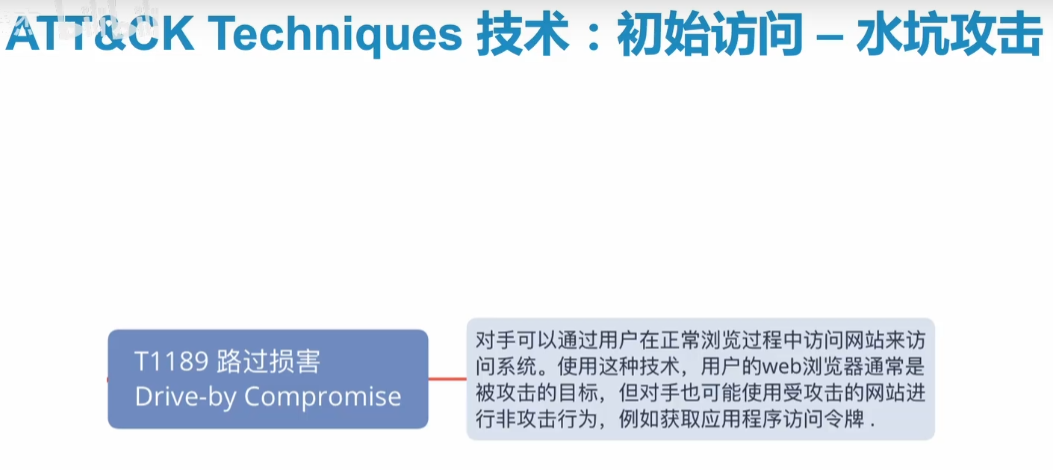 ATT&CK Techniques 技术：初始访问 – 水坑攻击
T1189 路过损害
Drive-by Compromise
对手可以通过用户在正常浏览过程中访问网站来访
问系统。使用这种技术，用户的web浏览器通常是
被攻击的目标，但对手也可能使用受攻击的网站进
行非攻击行为，例如获取应用程序访问令牌 .